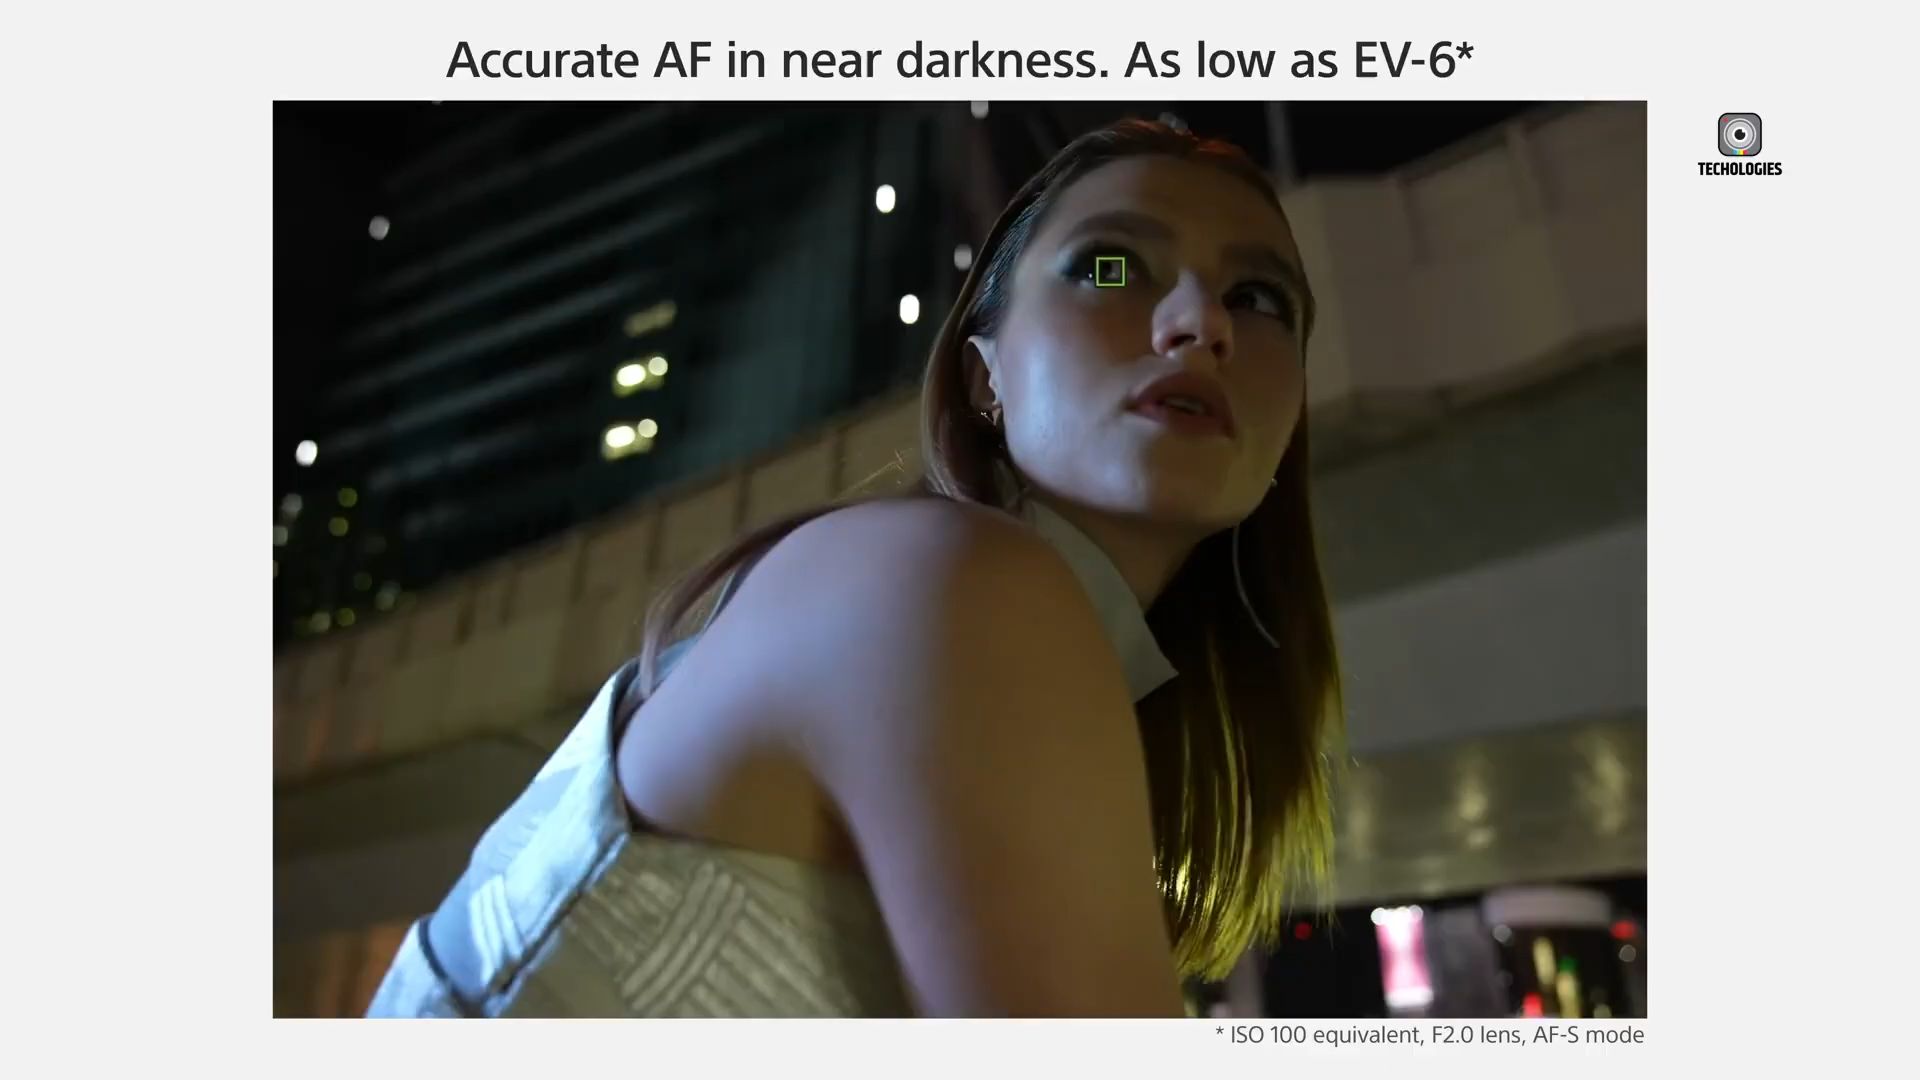 Accurate AF in near darkness. As low as EV-6*
TECHOLOGIES
* ISO 100 equivalent, F2.0 lens, AF-S mode